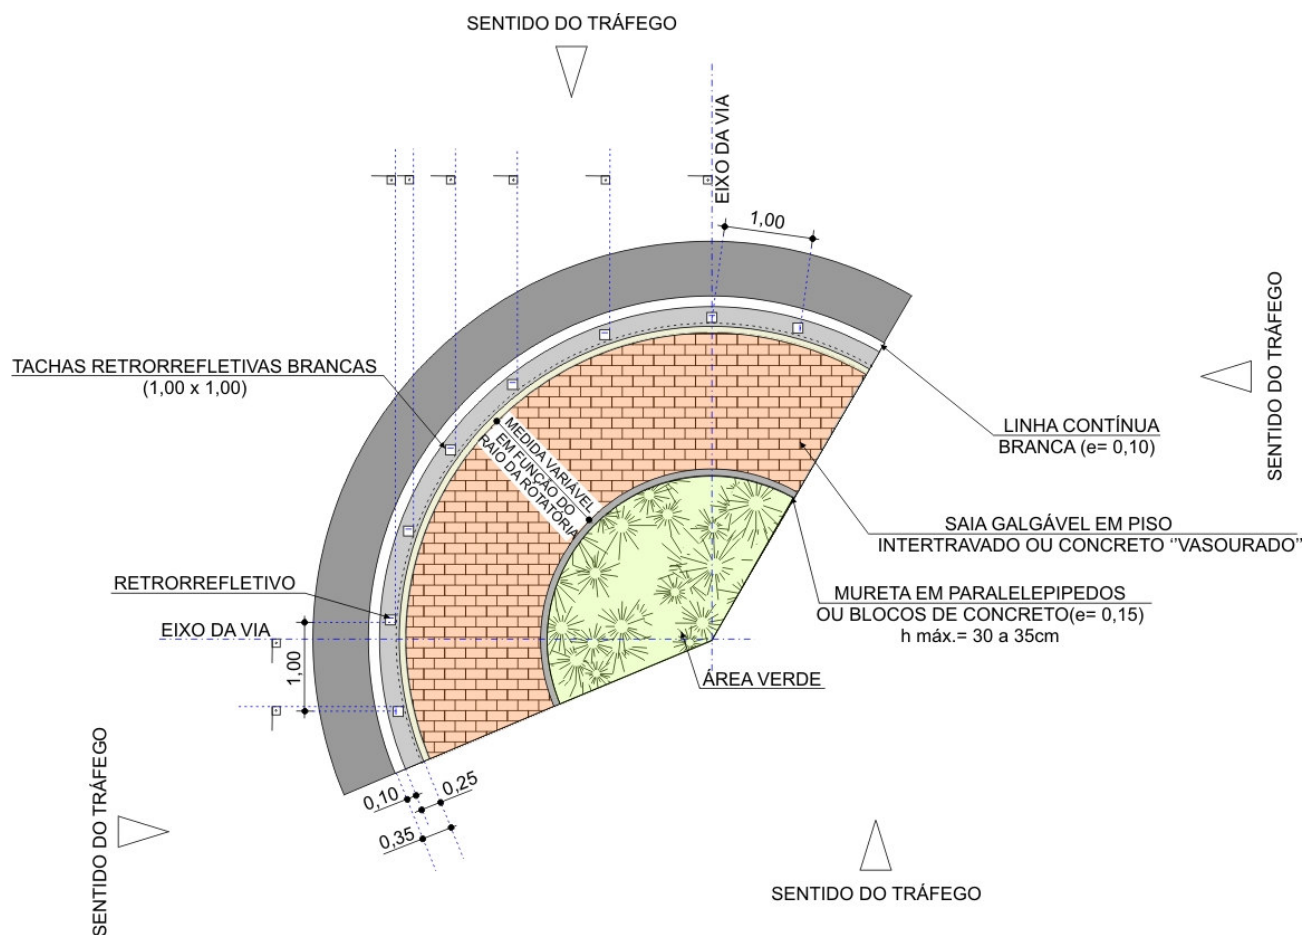 SENTIDO DO TRÁFEGO
EIXO DA VIA
1,00
SENTIDO DO TRÁFEGO
TACHAS RETRORREFLETIVAS BRANCAS
(1,00 x 1,00)
LINHA CONTÍNUA
BRANCA (e= 0,10)
MEDIDA VARIÁVEL
EM FUNÇÃO DO
RAIO DA ROTATÓRIA
SAIA GALGÁVEL EM PISO
INTERTRAVADO OU CONCRETO ‘'VASOURADO’'
RETRORREFLETIVO
MURETA EM PARALELEPIPEDOS
OU BLOCOS DE CONCRETO(e= 0,15)
h máx.= 30 a 35cm
EIXO DA VIA
1,00
ÁREA VERDE
SENTIDO DO TRÁFEGO
0,10
0,25
0,35
SENTIDO DO TRÁFEGO